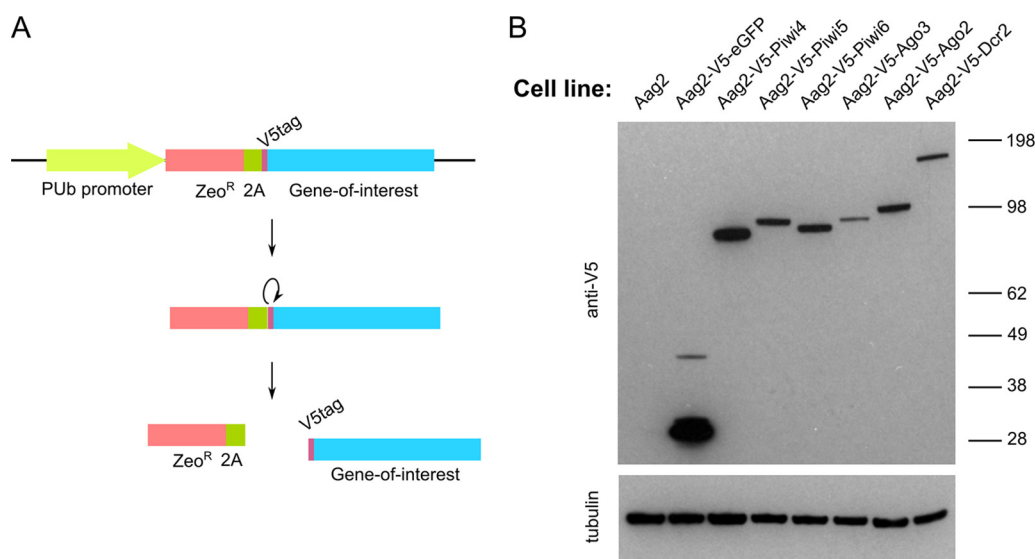 A
V5tag
PUb promoter
Zeo^R 2A
Gene-of-interest
V5tag
Zeo^R 2A
Gene-of-interest
B
Cell line:
Aag2
Aag2-V5-eGFP
Aag2-V5-Piwi4
Aag2-V5-Piwi5
Aag2-V5-Piwi6
Aag2-V5-Ago3
Aag2-V5-Ago2
Aag2-V5-Dcr2
anti-V5
198
98
62
49
38
28
tubulin